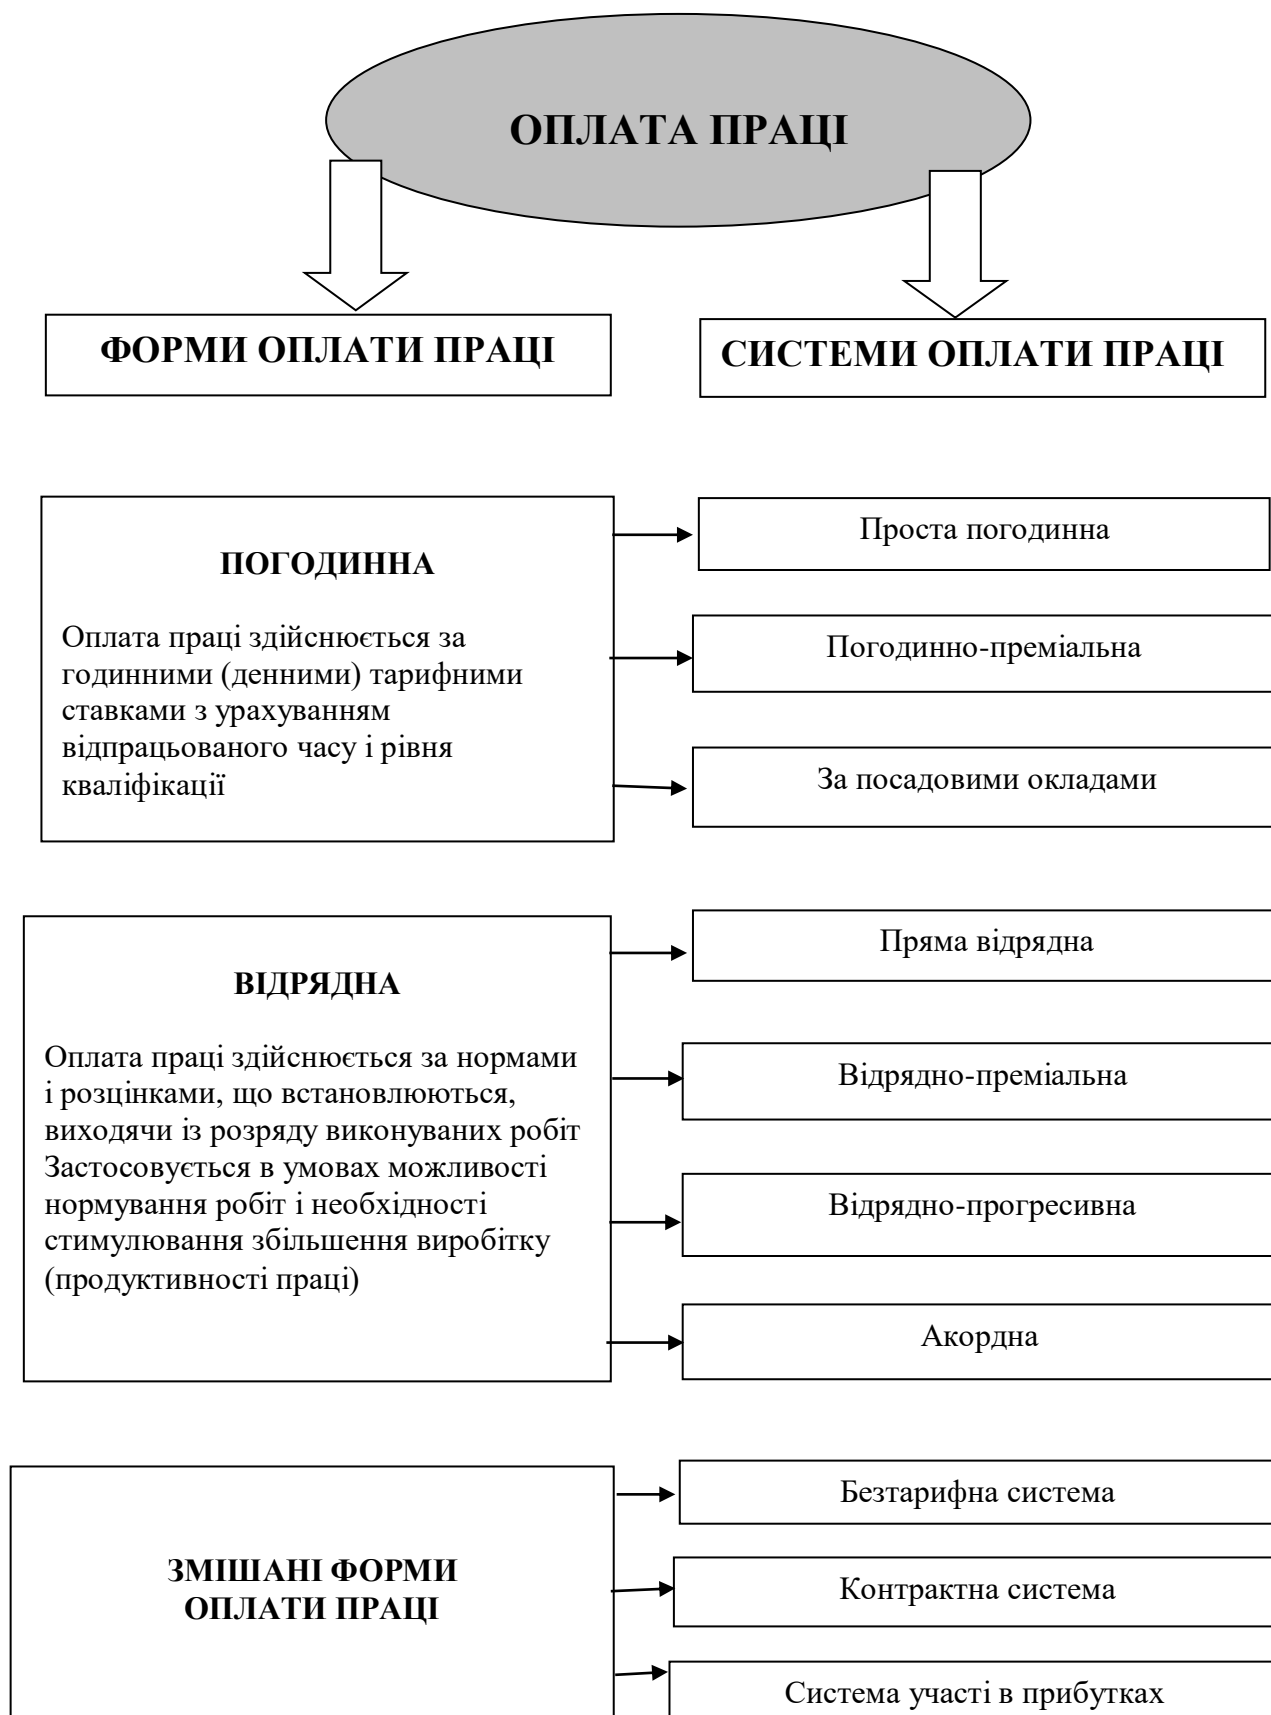 ОПЛАТА ПРАЦІ
ФОРМИ ОПЛАТИ ПРАЦІ
СИСТЕМИ ОПЛАТИ ПРАЦІ
ПОГОДИННА
Оплата праці здійснюється за
годинними (денними) тарифними
ставками з урахуванням
відпрацьованого часу і рівня
кваліфікації
Проста погодинна
Погодинно-преміальна
За посадовими окладами
ВІДРЯДНА
Оплата праці здійснюється за нормами
і розцінками, що встановлюються,
виходячи із розряду виконуваних робіт
Застосовується в умовах можливості
нормування робіт і необхідності
стимулювання збільшення виробітку
(продуктивності праці)
Пряма відрядна
Відрядно-преміальна
Відрядно-прогресивна
Акордна
ЗМІШАНІ ФОРМИ
ОПЛАТИ ПРАЦІ
Безтарифна система
Контрактна система
Система участі в прибутках